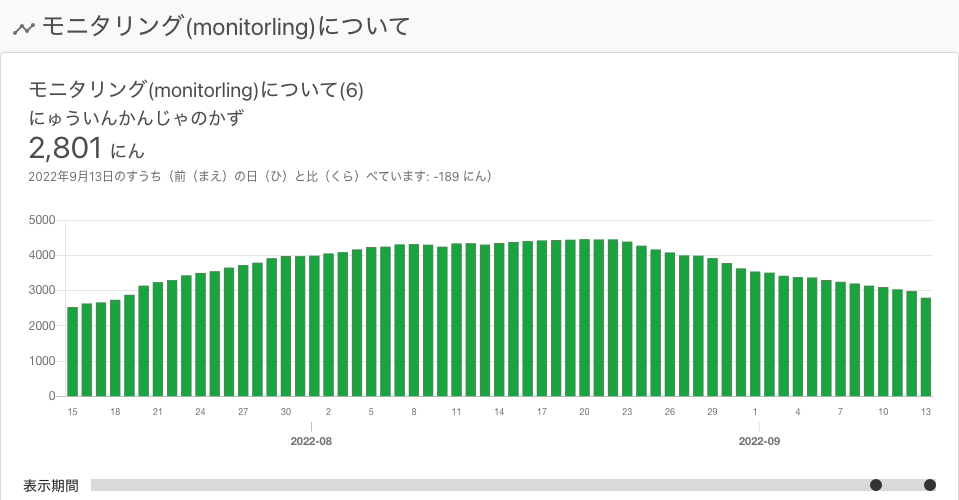 モニタリング(monitorling)について
モニタリング(monitorling)について(6)
にゅういんかんじゃのかず
2,801 にん
2022年9月13日のすうち（前（まえ）の日（ひ）と比（くら）べています: -189 にん）
5000
4000
3000
2000
1000
0
15 18 21 24 27 30 2 5 8 11 14 17 20 23 26 29 1 4 7 10 13
2022-08 2022-09
表示期間